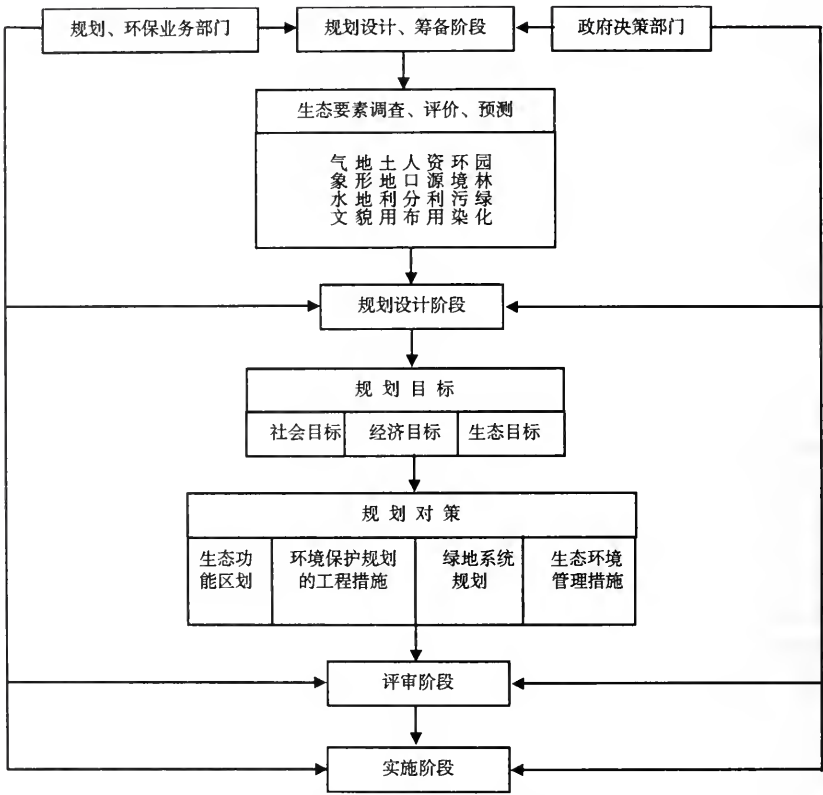 规划、环保业务部门 规划设计、筹备阶段 政府决策部门
生态要素调查、评价、预测
气地土人资环园
象形地口源境林
水地利分利污绿
文貌用布用染化
规划设计阶段
规划目标
社会目标 经济目标 生态目标
规划对策
生态功能区划
环境保护规划的工程措施
绿地系统规划
生态环境管理措施
评审阶段
实施阶段